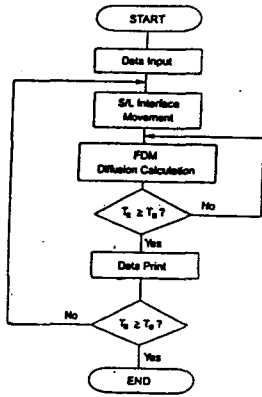 START
Data Input
S/L Interface
Movement
FDM
Diffusion Calculation
No
Yes
Data Print
No
Yes
END